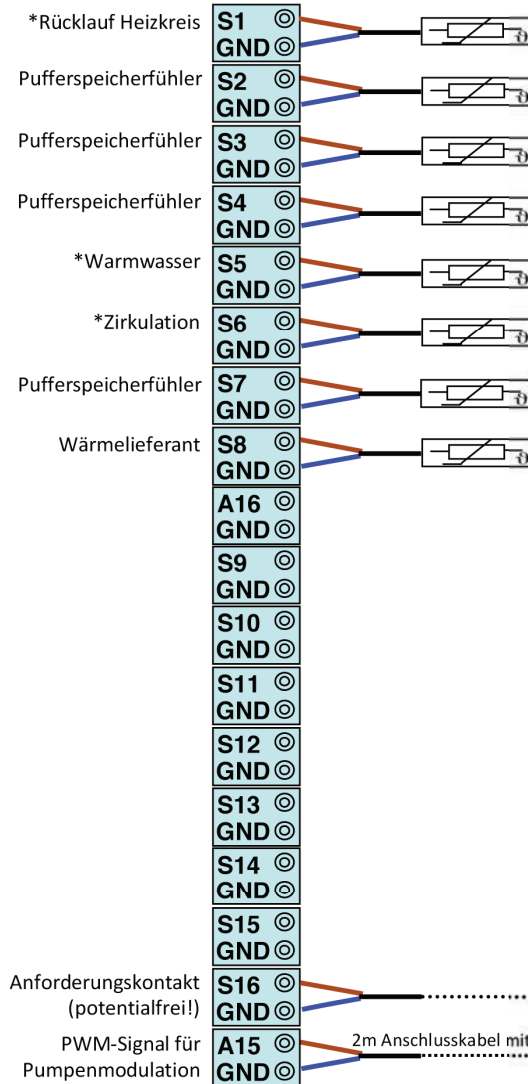 *Rücklauf Heizkreis S1
GND
Pufferspeicherfühler S2
GND
Pufferspeicherfühler S3
GND
Pufferspeicherfühler S4
GND
*Warmwasser S5
GND
*Zirkulation S6
GND
Pufferspeicherfühler S7
GND
Wärmelieferant S8
GND
A16
GND
S9
GND
S10
GND
S11
GND
S12
GND
S13
GND
S14
GND
S15
GND
Anforderungskontakt S16
(potentialfrei!) GND
PWM-Signal für A15 2m Anschlusskabel mit
Pumpenmodulation GND